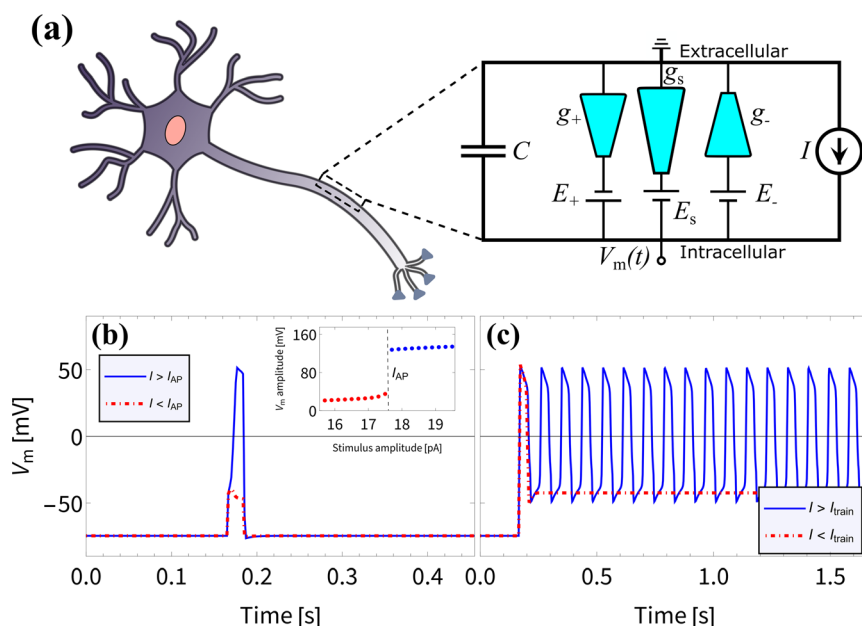 (a)
Extracellular
g+
gs
g-
C
I
E+
Es
E-
Vm(t)
Intracellular
(b)
I > IAP
I < IAP
Vm amplitude [mV]
160
80
0
IAP
16 17 18 19
Stimulus amplitude [pA]
(c)
Vm [mV]
50
0
−50
I > Itrain
I < Itrain
0.0 0.1 0.2 0.3 0.4
0.0 0.5 1.0 1.5
Time [s]
Time [s]